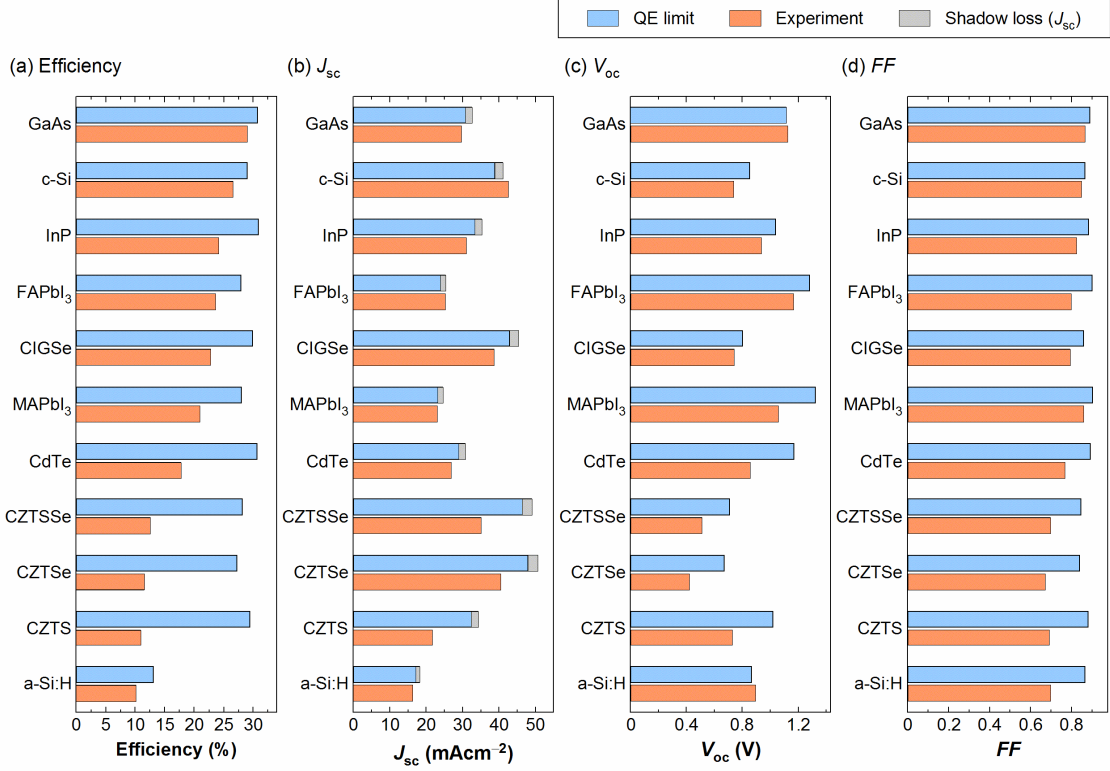 QE limit Experiment Shadow loss (Jsc)
(a) Efficiency
GaAs
c-Si
InP
FAPbI3
CIGSe
MAPbI3
CdTe
CZTSSe
CZTSe
CZTS
a-Si:H
0 5 10 15 20 25 30
Efficiency (%)
(b) Jsc
GaAs
c-Si
InP
FAPbI3
CIGSe
MAPbI3
CdTe
CZTSSe
CZTSe
CZTS
a-Si:H
0 10 20 30 40 50
Jsc (mAcm−2)
(c) Voc
GaAs
c-Si
InP
FAPbI3
CIGSe
MAPbI3
CdTe
CZTSSe
CZTSe
CZTS
a-Si:H
0 0.4 0.8 1.2
Voc (V)
(d) FF
GaAs
c-Si
InP
FAPbI3
CIGSe
MAPbI3
CdTe
CZTSSe
CZTSe
CZTS
a-Si:H
0 0.2 0.4 0.6 0.8
FF